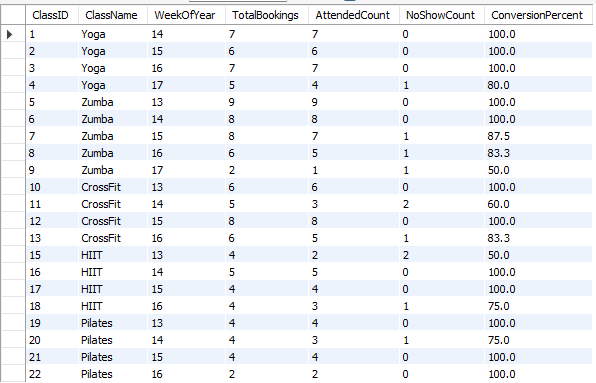 ClassID ClassName WeekOfYear TotalBookings AttendedCount NoShowCount ConversionPercent
1 Yoga 14 7 7 0 100.0
2 Yoga 15 6 6 0 100.0
3 Yoga 16 7 7 0 100.0
4 Yoga 17 5 4 1 80.0
5 Zumba 13 9 9 0 100.0
6 Zumba 14 8 8 0 100.0
7 Zumba 15 8 7 1 87.5
8 Zumba 16 6 5 1 83.3
9 Zumba 17 2 1 1 50.0
10 CrossFit 13 6 6 0 100.0
11 CrossFit 14 5 3 2 60.0
12 CrossFit 15 8 8 0 100.0
13 CrossFit 16 6 5 1 83.3
15 HIIT 13 4 2 2 50.0
16 HIIT 14 5 5 0 100.0
17 HIIT 15 4 4 0 100.0
18 HIIT 16 4 3 1 75.0
19 Pilates 13 4 4 0 100.0
20 Pilates 14 4 3 1 75.0
21 Pilates 15 4 4 0 100.0
22 Pilates 16 2 2 0 100.0